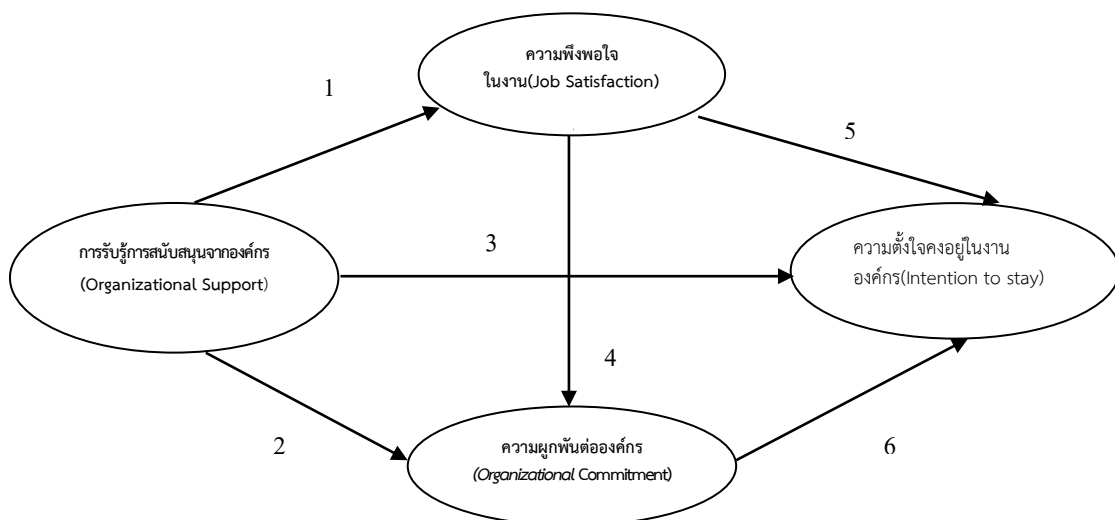 ความพึงพอใจ
ในงาน(Job Satisfaction)
1
5
การรับรู้การสนับสนุนจากองค์กร
(Organizational Support)
3
ความตั้งใจคงอยู่ในงาน
องค์กร(Intention to stay)
4
2
ความผูกพันต่อองค์กร
(Organizational Commitment)
6